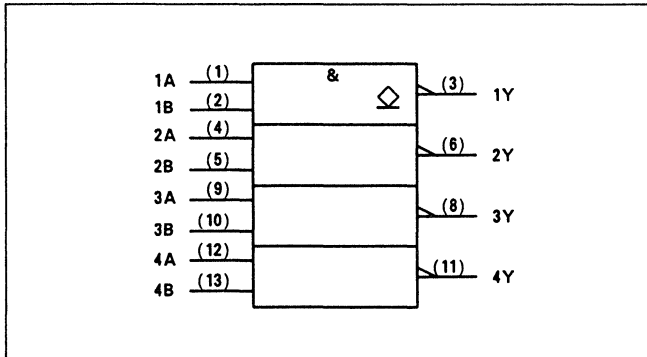 &
1A (1)
1B (2)
(3) 1Y
2A (4)
2B (5)
(6) 2Y
3A (9)
3B (10)
(8) 3Y
4A (12)
4B (13)
(11) 4Y